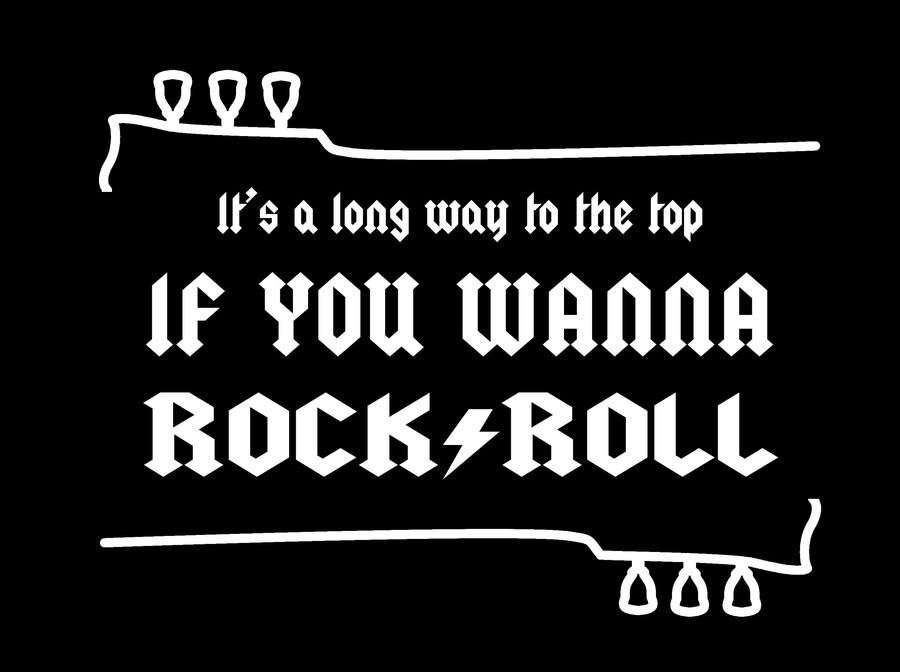 It's a long way to the top
IF YOU WANNA
ROCK⚡ROLL